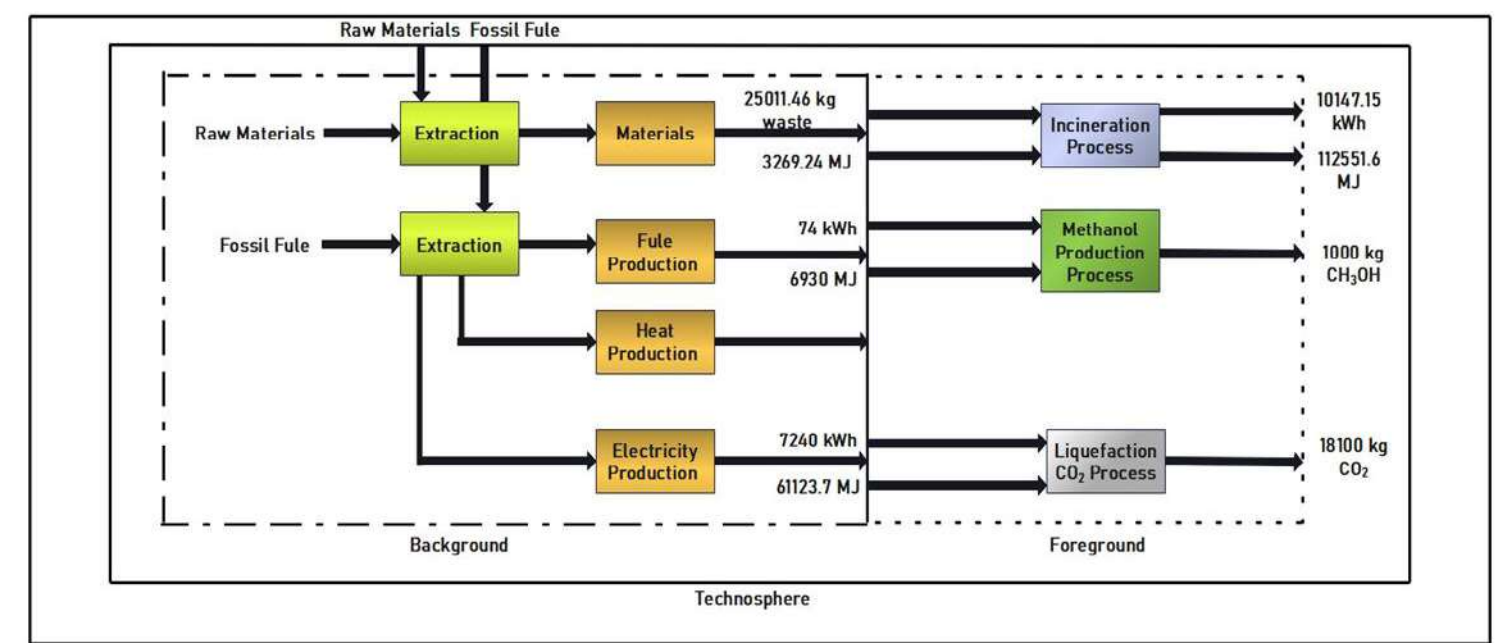 Raw Materials Fossil Fule
Raw Materials
Extraction
Materials
25011.46 kg
waste
3269.24 MJ
Incineration
Process
10147.15
kWh
112551.6
MJ
Fossil Fule
Extraction
Fule
Production
74 kWh
6930 MJ
Methanol
Production
Process
1000 kg
CH₃OH
Heat
Production
Electricity
Production
7240 kWh
61123.7 MJ
Liquefaction
CO₂ Process
18100 kg
CO₂
Background
Foreground
Technosphere